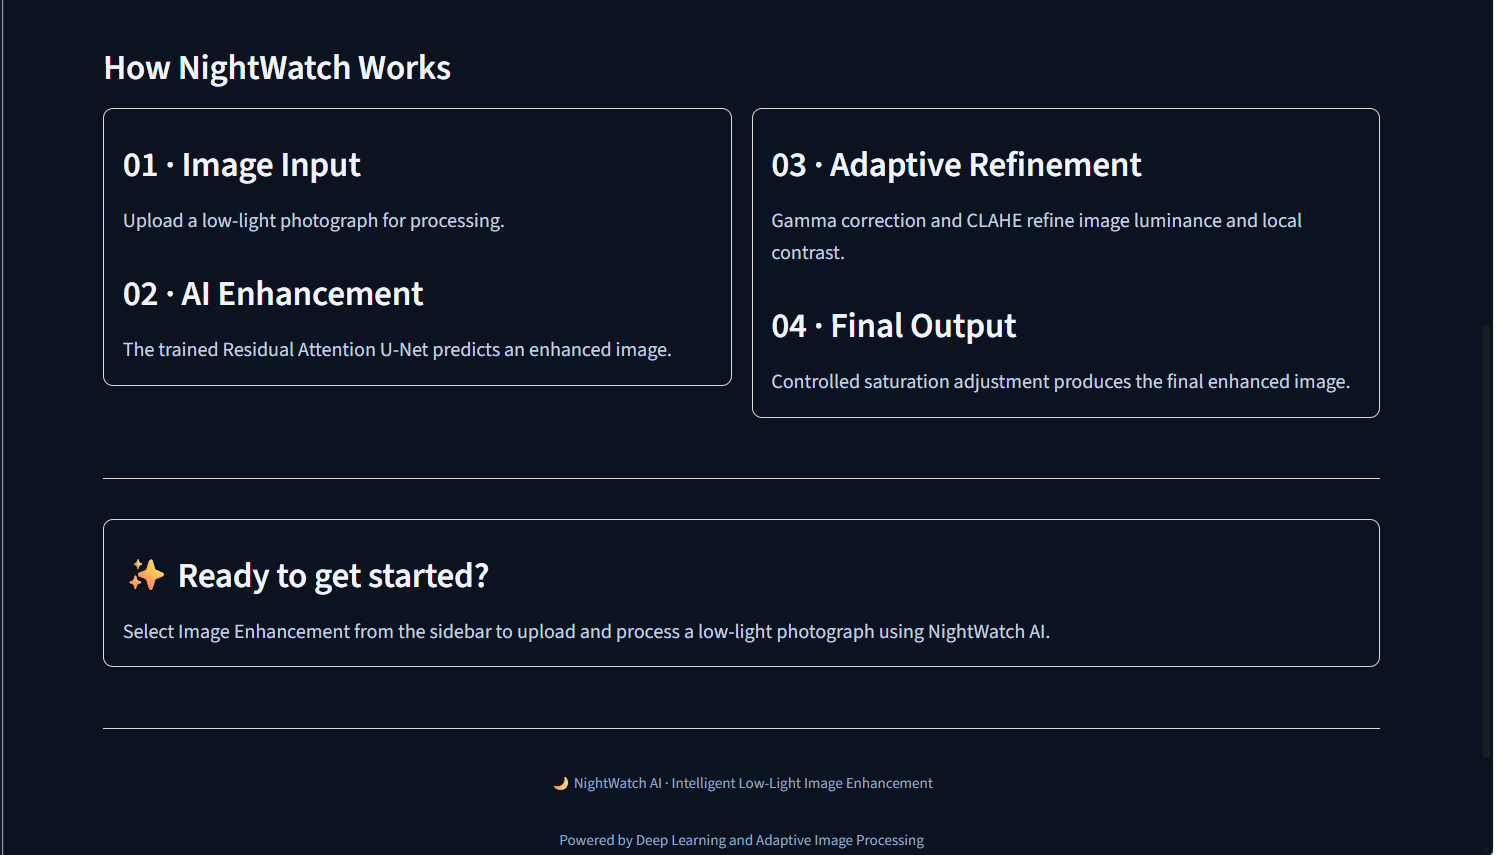 How NightWatch Works
01 · Image Input
Upload a low-light photograph for processing.
02 · AI Enhancement
The trained Residual Attention U-Net predicts an enhanced image.
03 · Adaptive Refinement
Gamma correction and CLAHE refine image luminance and local
contrast.
04 · Final Output
Controlled saturation adjustment produces the final enhanced image.
✨ Ready to get started?
Select Image Enhancement from the sidebar to upload and process a low-light photograph using NightWatch AI.
🌙 NightWatch AI · Intelligent Low-Light Image Enhancement
Powered by Deep Learning and Adaptive Image Processing